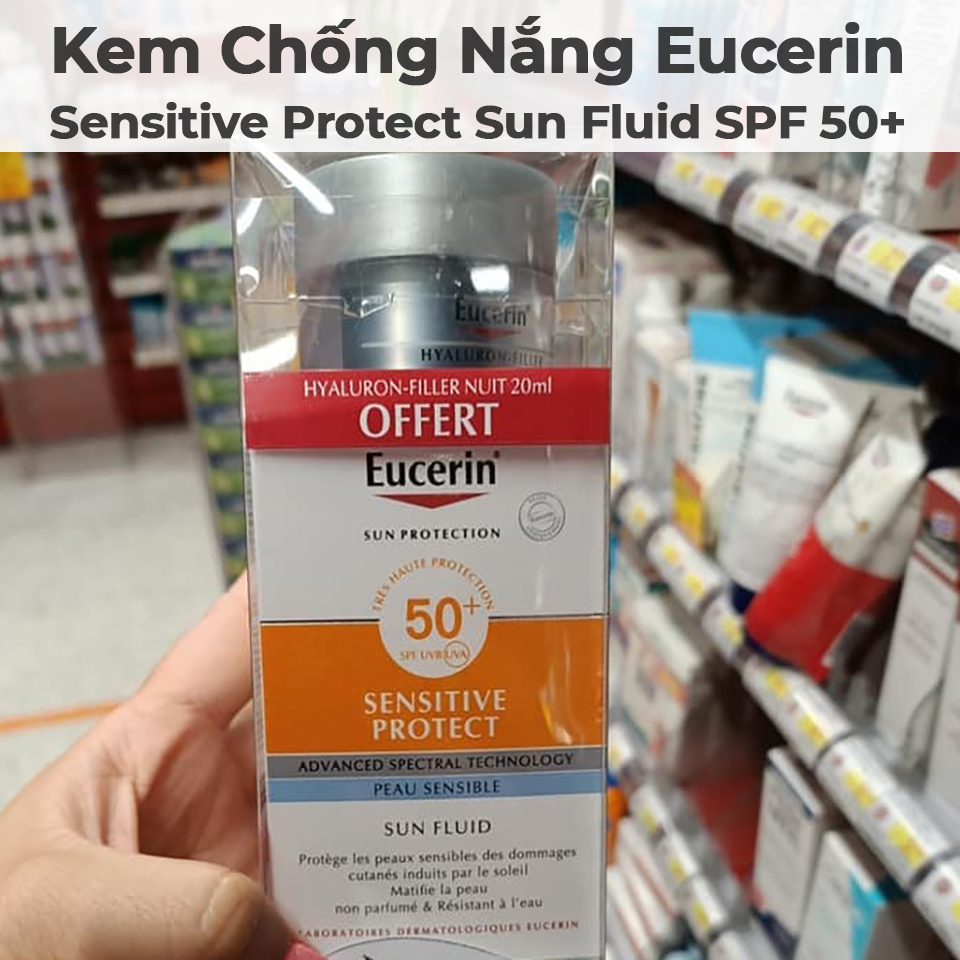 Kem Chống Nắng Eucerin
Sensitive Protect Sun Fluid SPF 50+
Eucerin
HYALURON-FILLER
HYALURON-FILLER NUIT 20ml
OFFERT
Eucerin
SUN PROTECTION
TRÈS HAUTE PROTECTION
50+
SPF UVB UVA
SENSITIVE
PROTECT
ADVANCED SPECTRAL TECHNOLOGY
PEAU SENSIBLE
SUN FLUID
Protège les peaux sensibles des dommages
cutanés induits par le soleil
Matifie la peau
non parfumé & Résistant à l'eau
LABORATOIRES DERMATOLOGIQUES EUCERIN
Eucerin